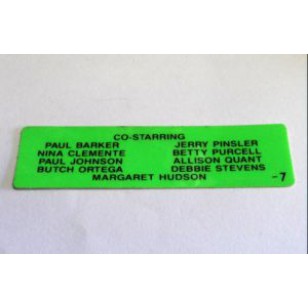 CO-STARRING
PAUL BARKER JERRY PINSLER
NINA CLEMENTE BETTY PURCELL
PAUL JOHNSON ALLISON QUANT
BUTCH ORTEGA DEBBIE STEVENS
MARGARET HUDSON -7